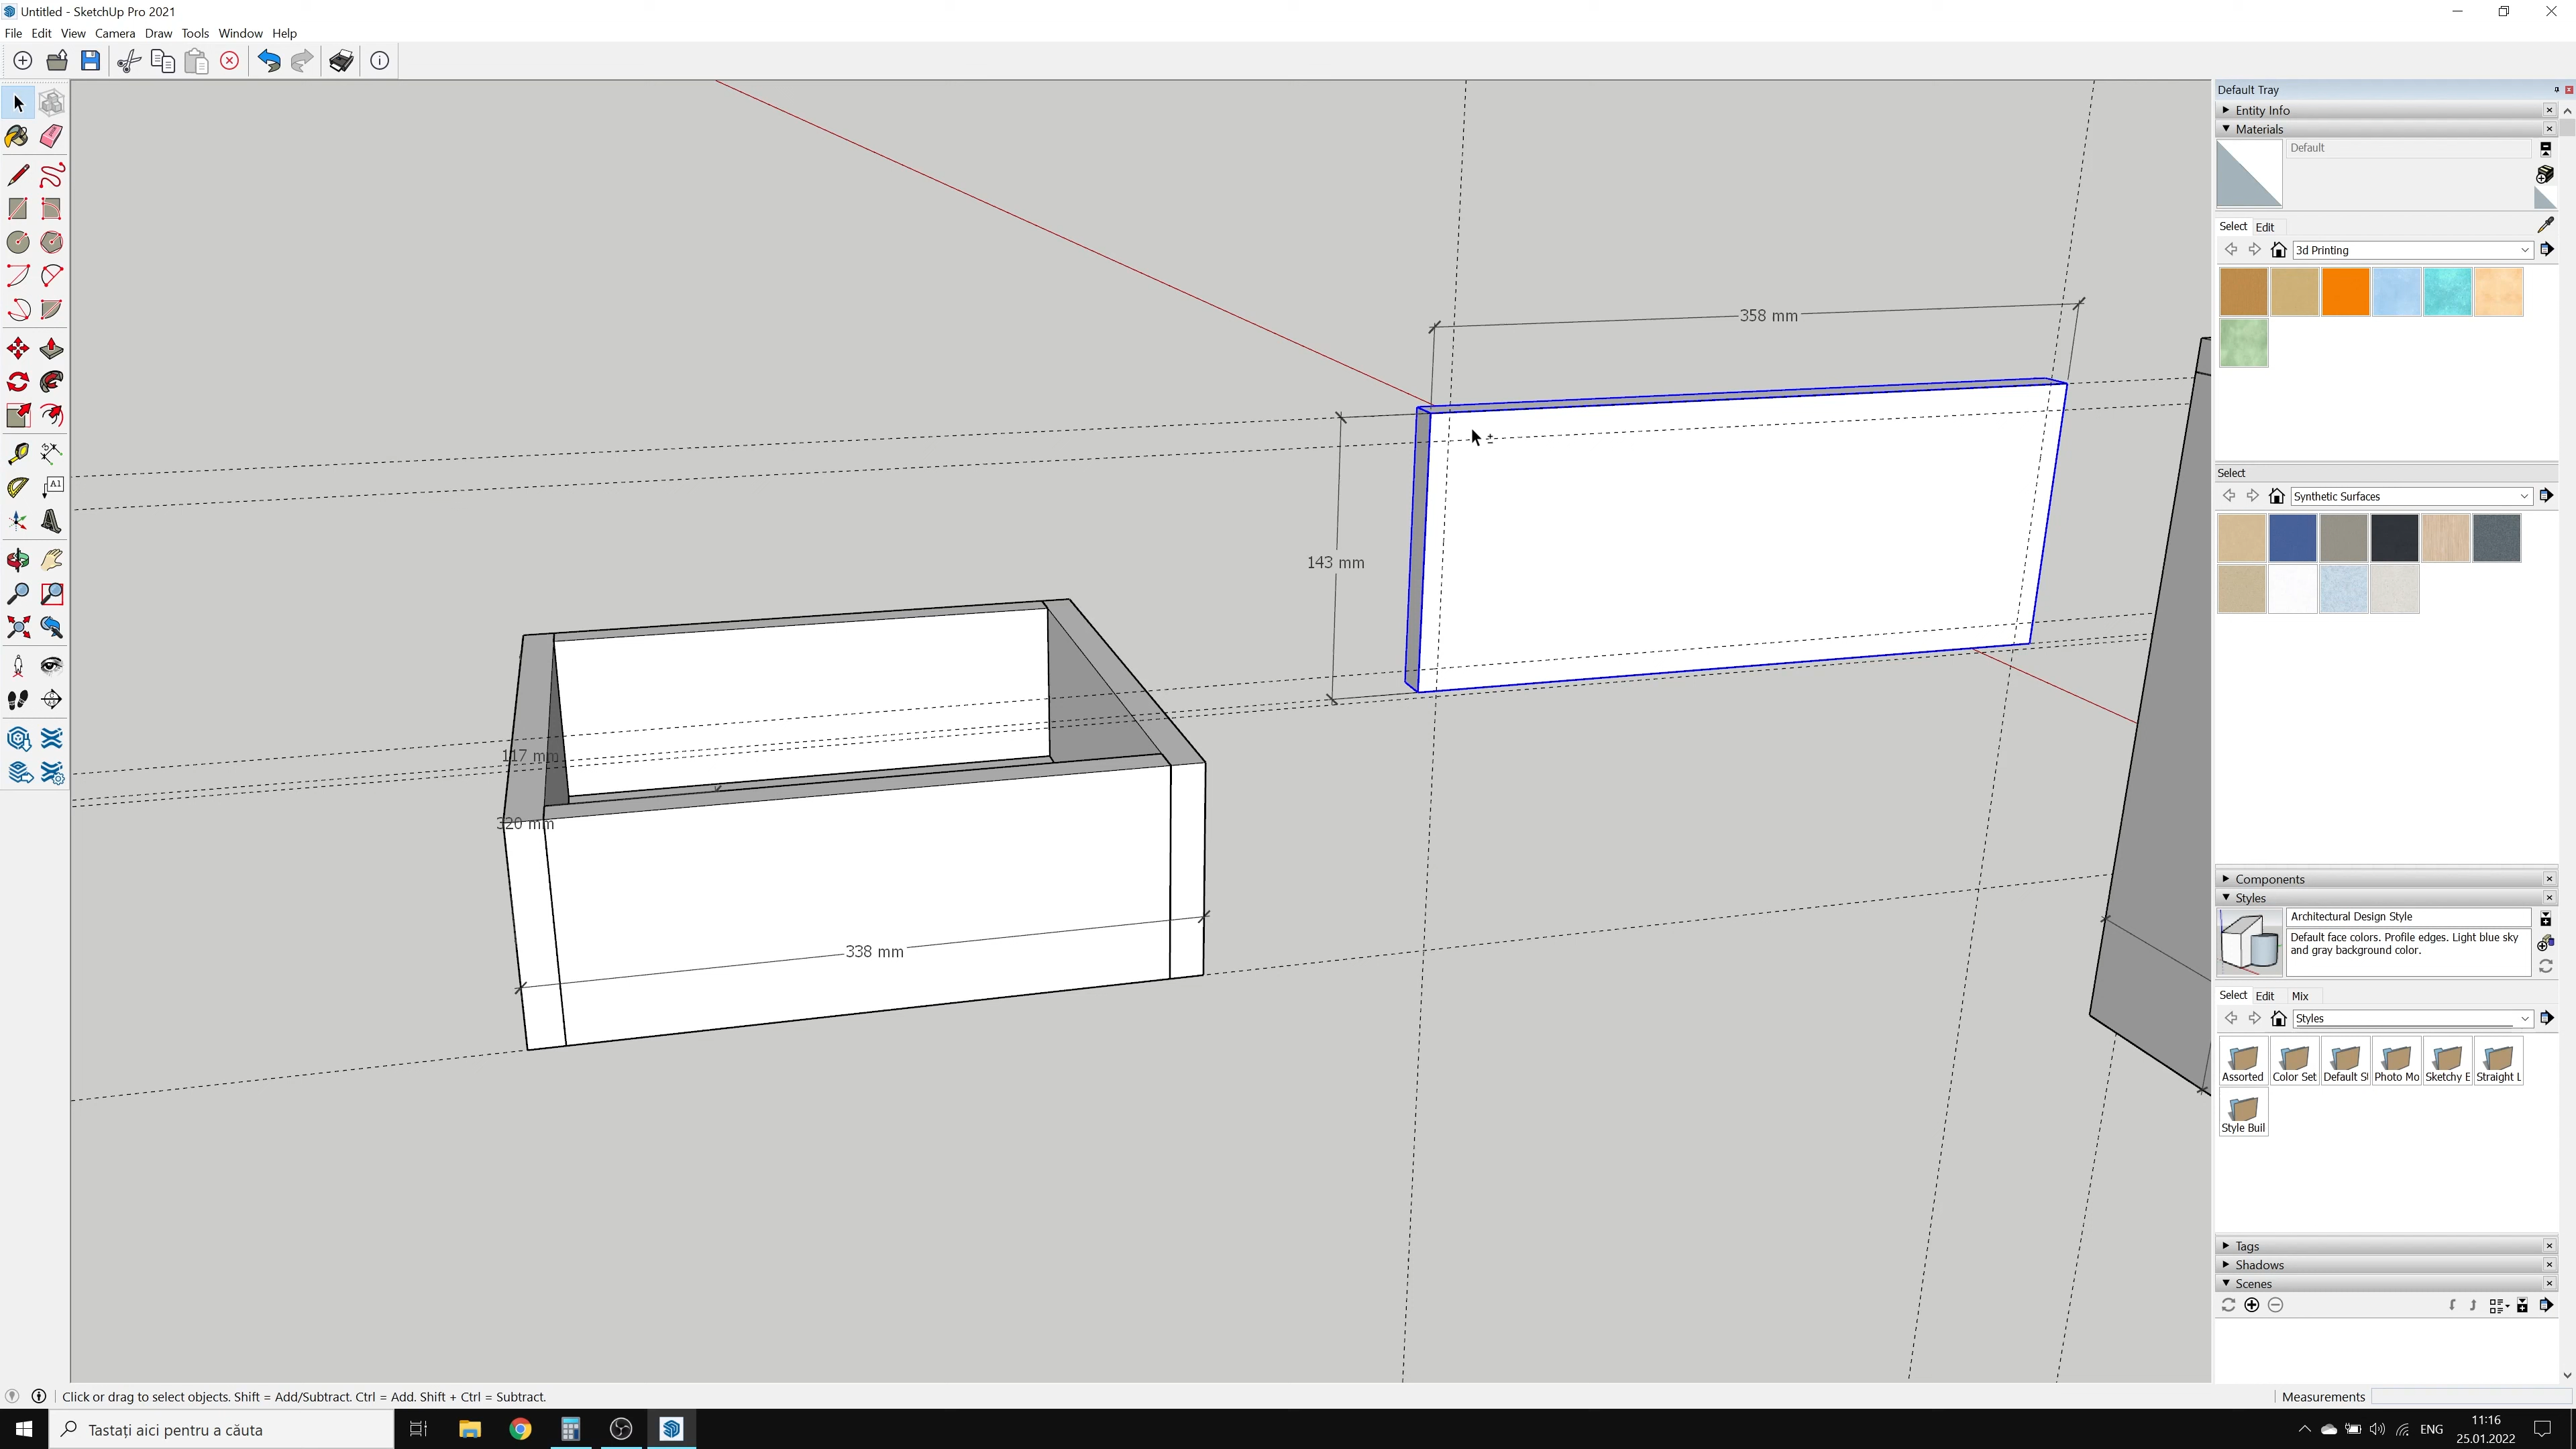 Untitled - SketchUp Pro 2021
File Edit View Camera Draw Tools Window Help
Default Tray
Entity Info
Materials
Default
Select Edit
3d Printing
Select
Synthetic Surfaces
A1
358 mm
143 mm
117 mm
320 mm
338 mm
Components
Styles
Architectural Design Style
Default face colors. Profile edges. Light blue sky
and gray background color.
Select Edit Mix
Styles
Assorted Color Set Default S Photo Mo Sketchy E Straight L
Style Buil
Tags
Shadows
Scenes
Click or drag to select objects. Shift = Add/Subtract. Ctrl = Add. Shift + Ctrl = Subtract.
Measurements
Tastați aici pentru a căuta
ENG
11:16
25.01.2022